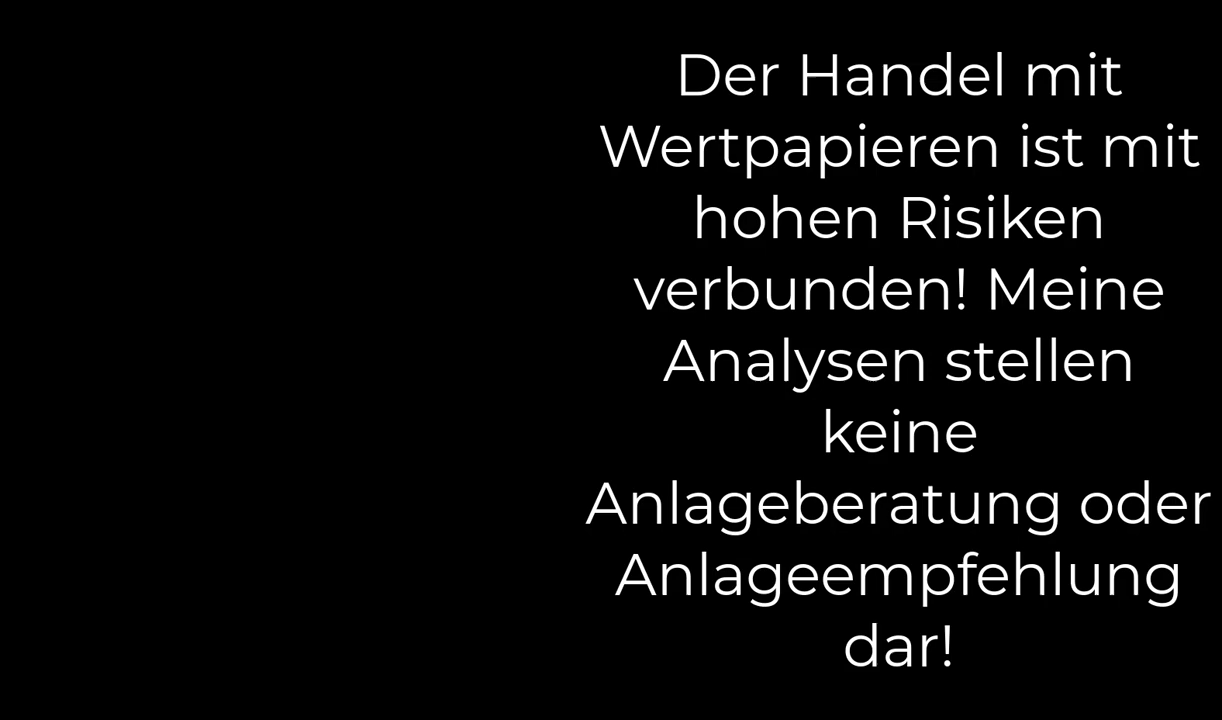 Der Handel mit
Wertpapieren ist mit
hohen Risiken
verbunden! Meine
Analysen stellen
keine
Anlageberatung oder
Anlageempfehlung
dar!